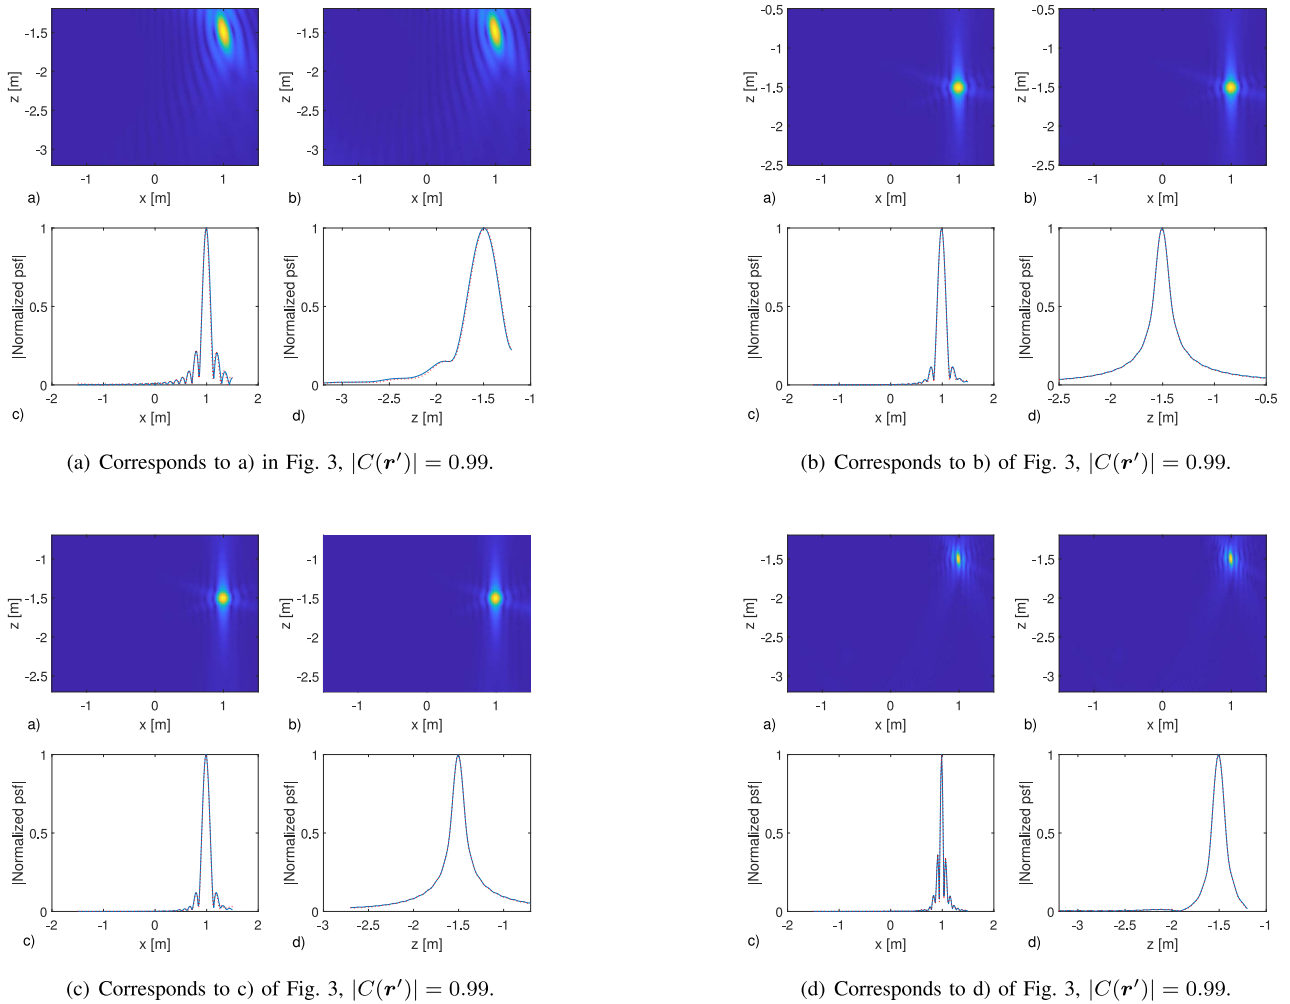 -1.5
-2
-2.5
-3
z [m]
-1 0 1
x [m]
a)
-1.5
-2
-2.5
-3
z [m]
-1 0 1
x [m]
b)
1
0.5
0
|Normalized psf|
-2 -1 0 1 2
x [m]
c)
1
0.5
0
|Normalized psf|
-3 -2.5 -2 -1.5 -1
z [m]
d)
(a) Corresponds to a) in Fig. 3, |C(r′)| = 0.99.
-0.5
-1
-1.5
-2
-2.5
z [m]
-1 0 1
x [m]
a)
-0.5
-1
-1.5
-2
-2.5
z [m]
-1 0 1
x [m]
b)
1
0.5
0
|Normalized psf|
-2 -1 0 1 2
x [m]
c)
1
0.5
0
|Normalized psf|
-2.5 -2 -1.5 -1 -0.5
z [m]
d)
(b) Corresponds to b) of Fig. 3, |C(r′)| = 0.99.
-1
-1.5
-2
-2.5
z [m]
-1 0 1
x [m]
a)
-1
-1.5
-2
-2.5
z [m]
-1 0 1
x [m]
b)
1
0.5
0
|Normalized psf|
-2 -1 0 1 2
x [m]
c)
1
0.5
0
|Normalized psf|
-3 -2.5 -2 -1.5 -1
z [m]
d)
(c) Corresponds to c) of Fig. 3, |C(r′)| = 0.99.
-1.5
-2
-2.5
-3
z [m]
-1 0 1
x [m]
a)
-1.5
-2
-2.5
-3
z [m]
-1 0 1
x [m]
b)
1
0.5
0
|Normalized psf|
-2 -1 0 1 2
x [m]
c)
1
0.5
0
|Normalized psf|
-3 -2.5 -2 -1.5 -1
z [m]
d)
(d) Corresponds to d) of Fig. 3, |C(r′)| = 0.99.